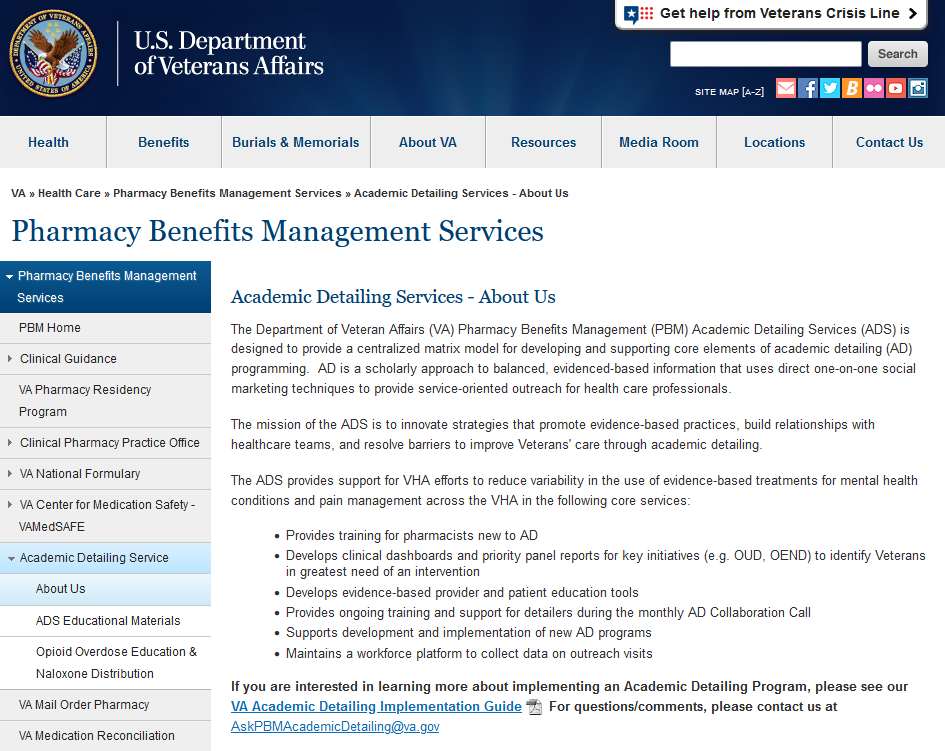 Get help from Veterans Crisis Line
U.S. Department
of Veterans Affairs
Search
SITE MAP [A-Z]
Health
Benefits
Burials & Memorials
About VA
Resources
Media Room
Locations
Contact Us
VA » Health Care » Pharmacy Benefits Management Services » Academic Detailing Services - About Us
Pharmacy Benefits Management Services
Pharmacy Benefits Management
Services
PBM Home
Clinical Guidance
VA Pharmacy Residency
Program
Clinical Pharmacy Practice Office
VA National Formulary
VA Center for Medication Safety -
VAMedSAFE
Academic Detailing Service
About Us
ADS Educational Materials
Opioid Overdose Education &
Naloxone Distribution
VA Mail Order Pharmacy
VA Medication Reconciliation
Academic Detailing Services - About Us
The Department of Veteran Affairs (VA) Pharmacy Benefits Management (PBM) Academic Detailing Services (ADS) is
designed to provide a centralized matrix model for developing and supporting core elements of academic detailing (AD)
programming. AD is a scholarly approach to balanced, evidenced-based information that uses direct one-on-one social
marketing techniques to provide service-oriented outreach for health care professionals.
The mission of the ADS is to innovate strategies that promote evidence-based practices, build relationships with
healthcare teams, and resolve barriers to improve Veterans' care through academic detailing.
The ADS provides support for VHA efforts to reduce variability in the use of evidence-based treatments for mental health
conditions and pain management across the VHA in the following core services:
• Provides training for pharmacists new to AD
• Develops clinical dashboards and priority panel reports for key initiatives (e.g. OUD, OEND) to identify Veterans
in greatest need of an intervention
• Develops evidence-based provider and patient education tools
• Provides ongoing training and support for detailers during the monthly AD Collaboration Call
• Supports development and implementation of new AD programs
• Maintains a workforce platform to collect data on outreach visits
If you are interested in learning more about implementing an Academic Detailing Program, please see our
VA Academic Detailing Implementation Guide For questions/comments, please contact us at
AskPBMAcademicDetailing@va.gov